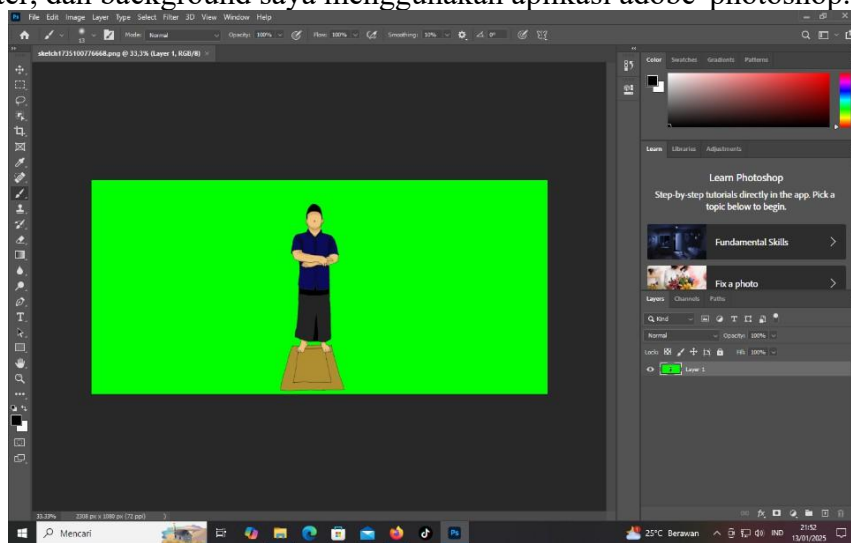 ter, dan background saya menggunakan aplikasi adobe photoshop.
File Edit Image Layer Type Select Filter 3D View Window Help
Mode: Normal Opacity: 100% Flow: 100% Smoothing: 10% 0°
13
sketch1735100776668.png @ 33,3% (Layer 1, RGB/8) ×
Color Swatches Gradients Patterns
Learn Libraries Adjustments
Learn Photoshop
Step-by-step tutorials directly in the app. Pick a
topic below to begin.
Fundamental Skills
Fix a photo
Layers Channels Paths
Kind
Normal Opacity: 100%
Lock: Fill: 100%
Layer 1
33.33% 2336 px x 1080 px (72 ppi)
Mencari
25°C Berawan IND 21:52
13/01/2025